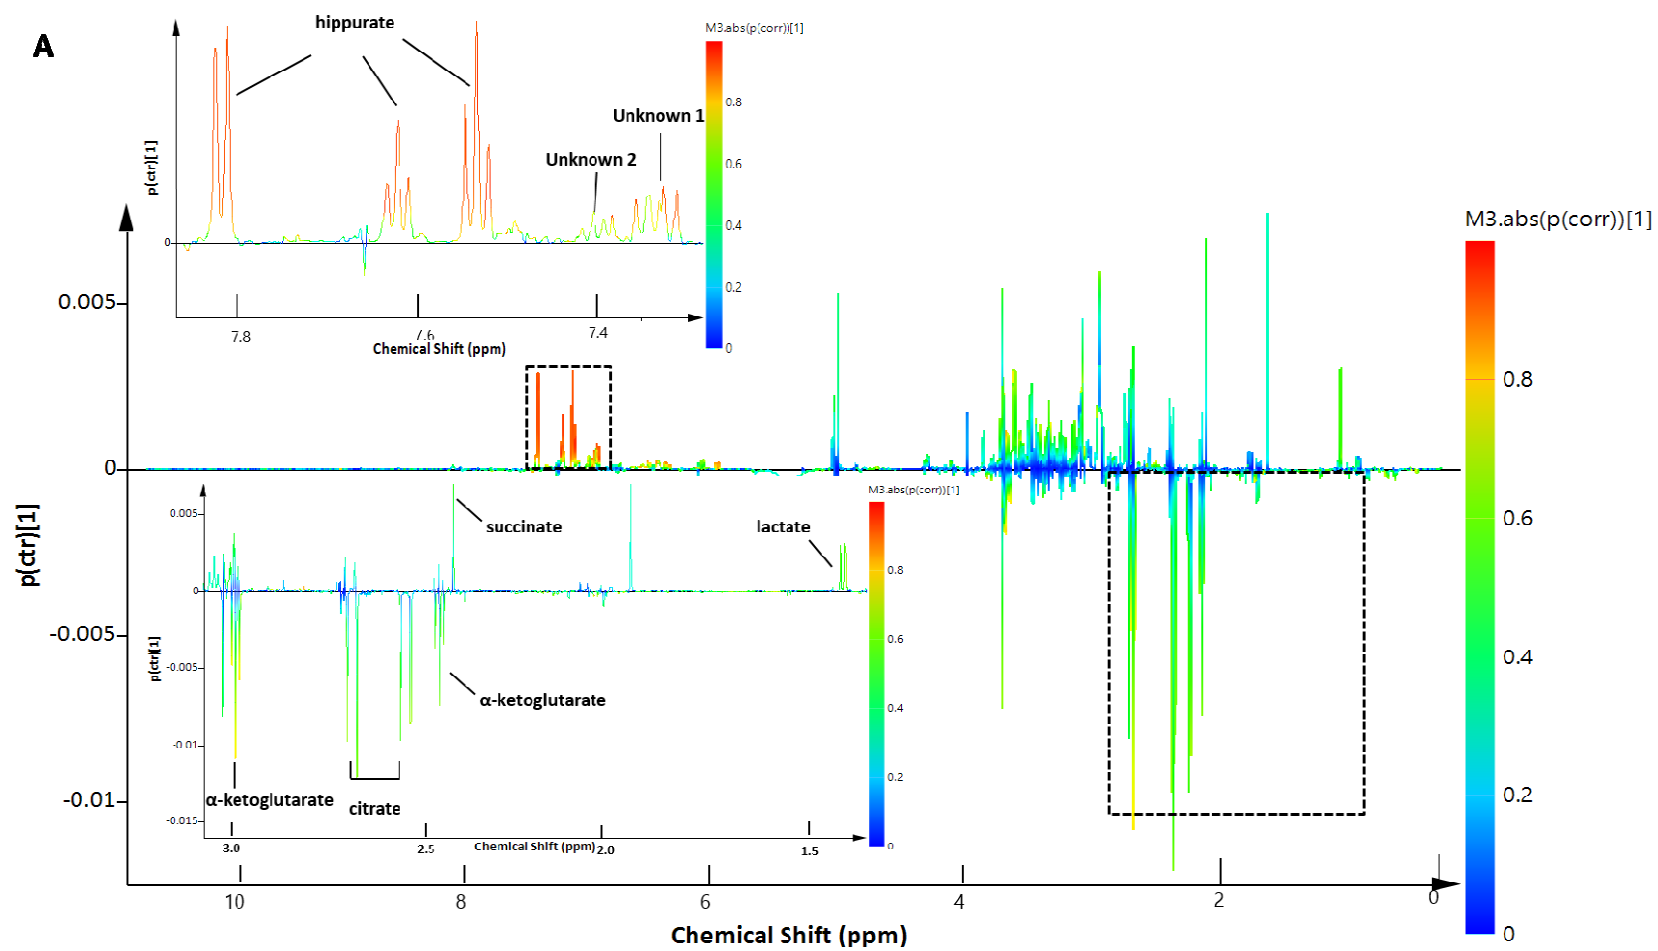 A
hippurate
M3.abs(p(corr))[1]
Unknown 1
Unknown 2
p(ctr)[1]
0
0.8
0.6
0.4
0.2
0
7.8
7.6
7.4
Chemical Shift (ppm)
M3.abs(p(corr))[1]
0.8
0.6
0.4
0.2
0
0.005
0
-0.005
-0.01
p(ctr)[1]
M3.abs(p(corr))[1]
0.8
0.6
0.4
0.2
0
0.005
0
-0.005
-0.01
-0.015
p(ctr)[1]
succinate
lactate
α-ketoglutarate
α-ketoglutarate
citrate
3.0
2.5
2.0
1.5
Chemical Shift (ppm)
10
8
6
4
2
0
Chemical Shift (ppm)